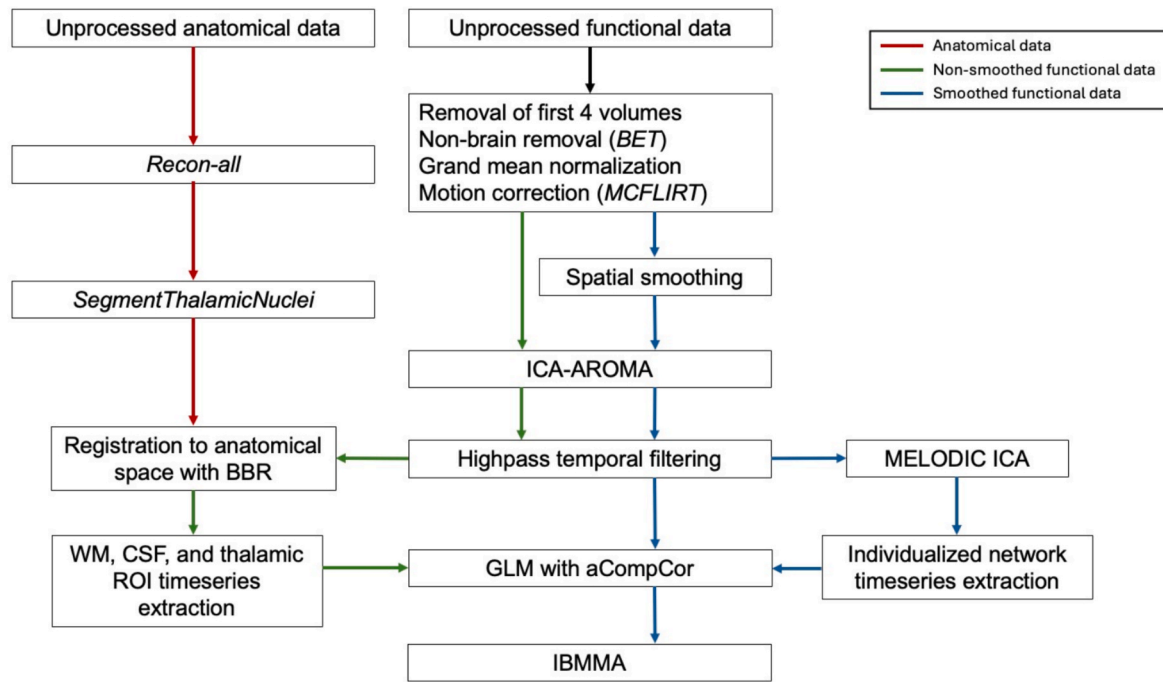 Unprocessed anatomical data
Unprocessed functional data
Anatomical data
Non-smoothed functional data
Smoothed functional data
Removal of first 4 volumes
Non-brain removal (BET)
Grand mean normalization
Motion correction (MCFLIRT)
Recon-all
Spatial smoothing
SegmentThalamicNuclei
ICA-AROMA
Registration to anatomical
space with BBR
Highpass temporal filtering
MELODIC ICA
WM, CSF, and thalamic
ROI timeseries
extraction
GLM with aCompCor
Individualized network
timeseries extraction
IBMMA